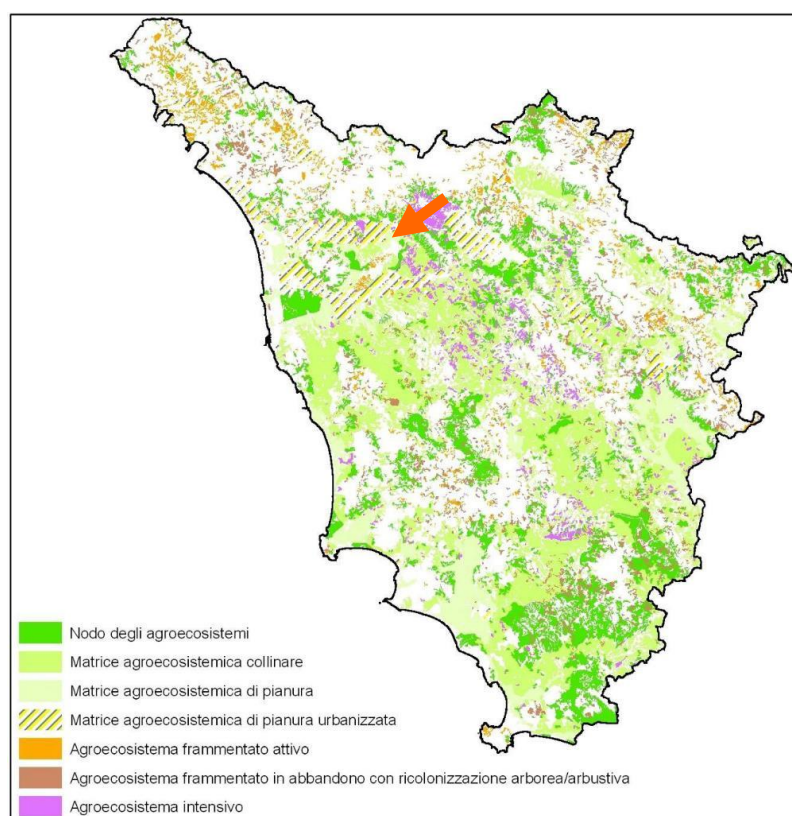 Nodo degli agroecosistemi
Matrice agroecosistemica collinare
Matrice agroecosistemica di pianura
Matrice agroecosistemica di pianura urbanizzata
Agroecosistema frammentato attivo
Agroecosistema frammentato in abbandono con ricolonizzazione arborea/arbustiva
Agroecosistema intensivo